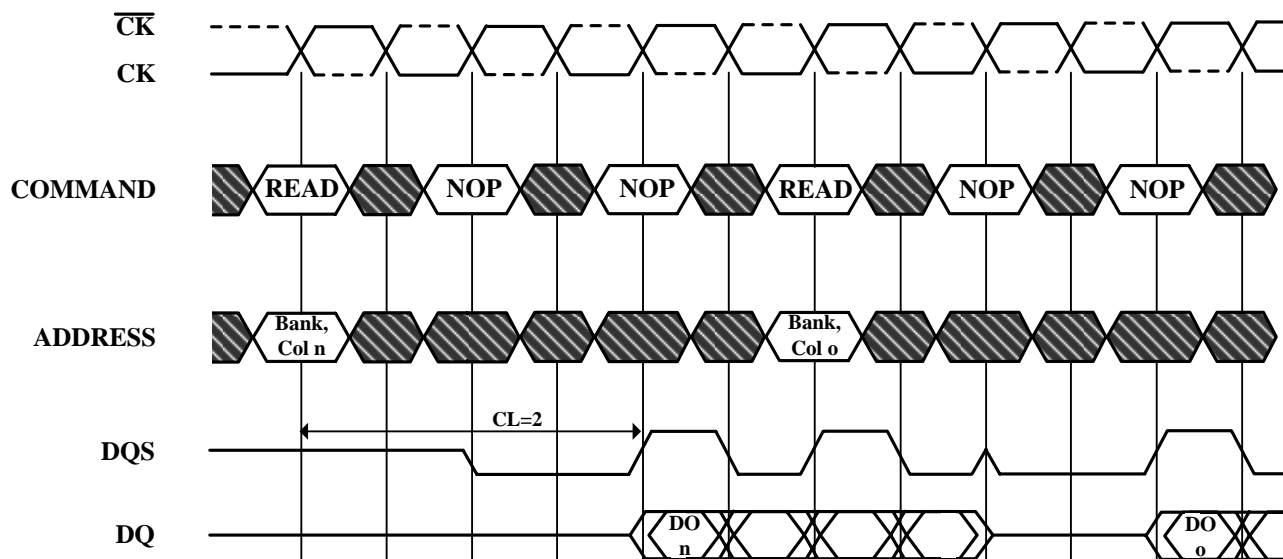 CK
CK
COMMAND READ NOP NOP READ NOP NOP
ADDRESS Bank, Col n Bank, Col o
CL=2
DQS
DQ DO n DO o